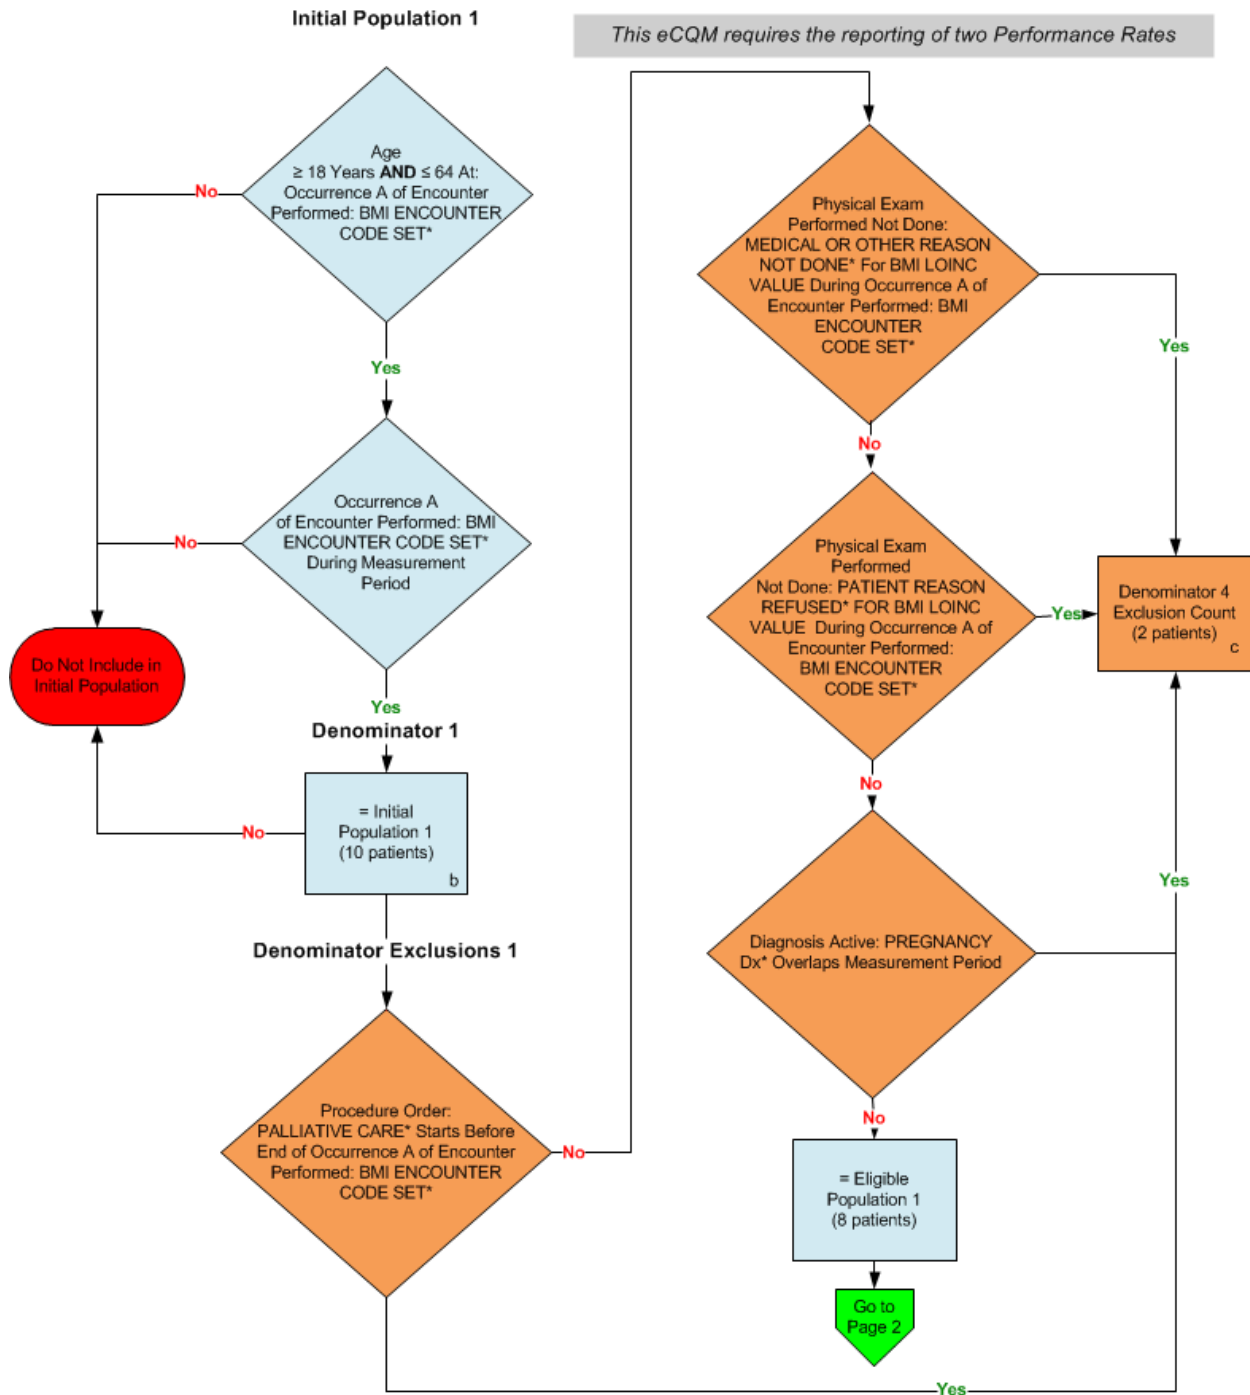 Initial Population 1
This eCQM requires the reporting of two Performance Rates
Age
≥ 18 Years AND ≤ 64 At:
Occurrence A of Encounter
Performed: BMI ENCOUNTER
CODE SET*
No
Yes
Occurrence A
of Encounter Performed: BMI
ENCOUNTER CODE SET*
During Measurement
Period
No
Do Not Include in
Initial Population
Yes
Denominator 1
= Initial
Population 1
(10 patients)
b
No
Denominator Exclusions 1
Procedure Order:
PALLIATIVE CARE* Starts Before
End of Occurrence A of Encounter
Performed: BMI ENCOUNTER
CODE SET*
No
Yes
Physical Exam
Performed Not Done:
MEDICAL OR OTHER REASON
NOT DONE* For BMI LOINC
VALUE During Occurrence A of
Encounter Performed: BMI
ENCOUNTER
CODE SET*
Yes
No
Physical Exam
Performed
Not Done: PATIENT REASON
REFUSED* FOR BMI LOINC
VALUE During Occurrence A of
Encounter Performed:
BMI ENCOUNTER
CODE SET*
Yes
Denominator 4
Exclusion Count
(2 patients)
c
No
Diagnosis Active: PREGNANCY
Dx* Overlaps Measurement Period
Yes
No
= Eligible
Population 1
(8 patients)
Go to
Page 2